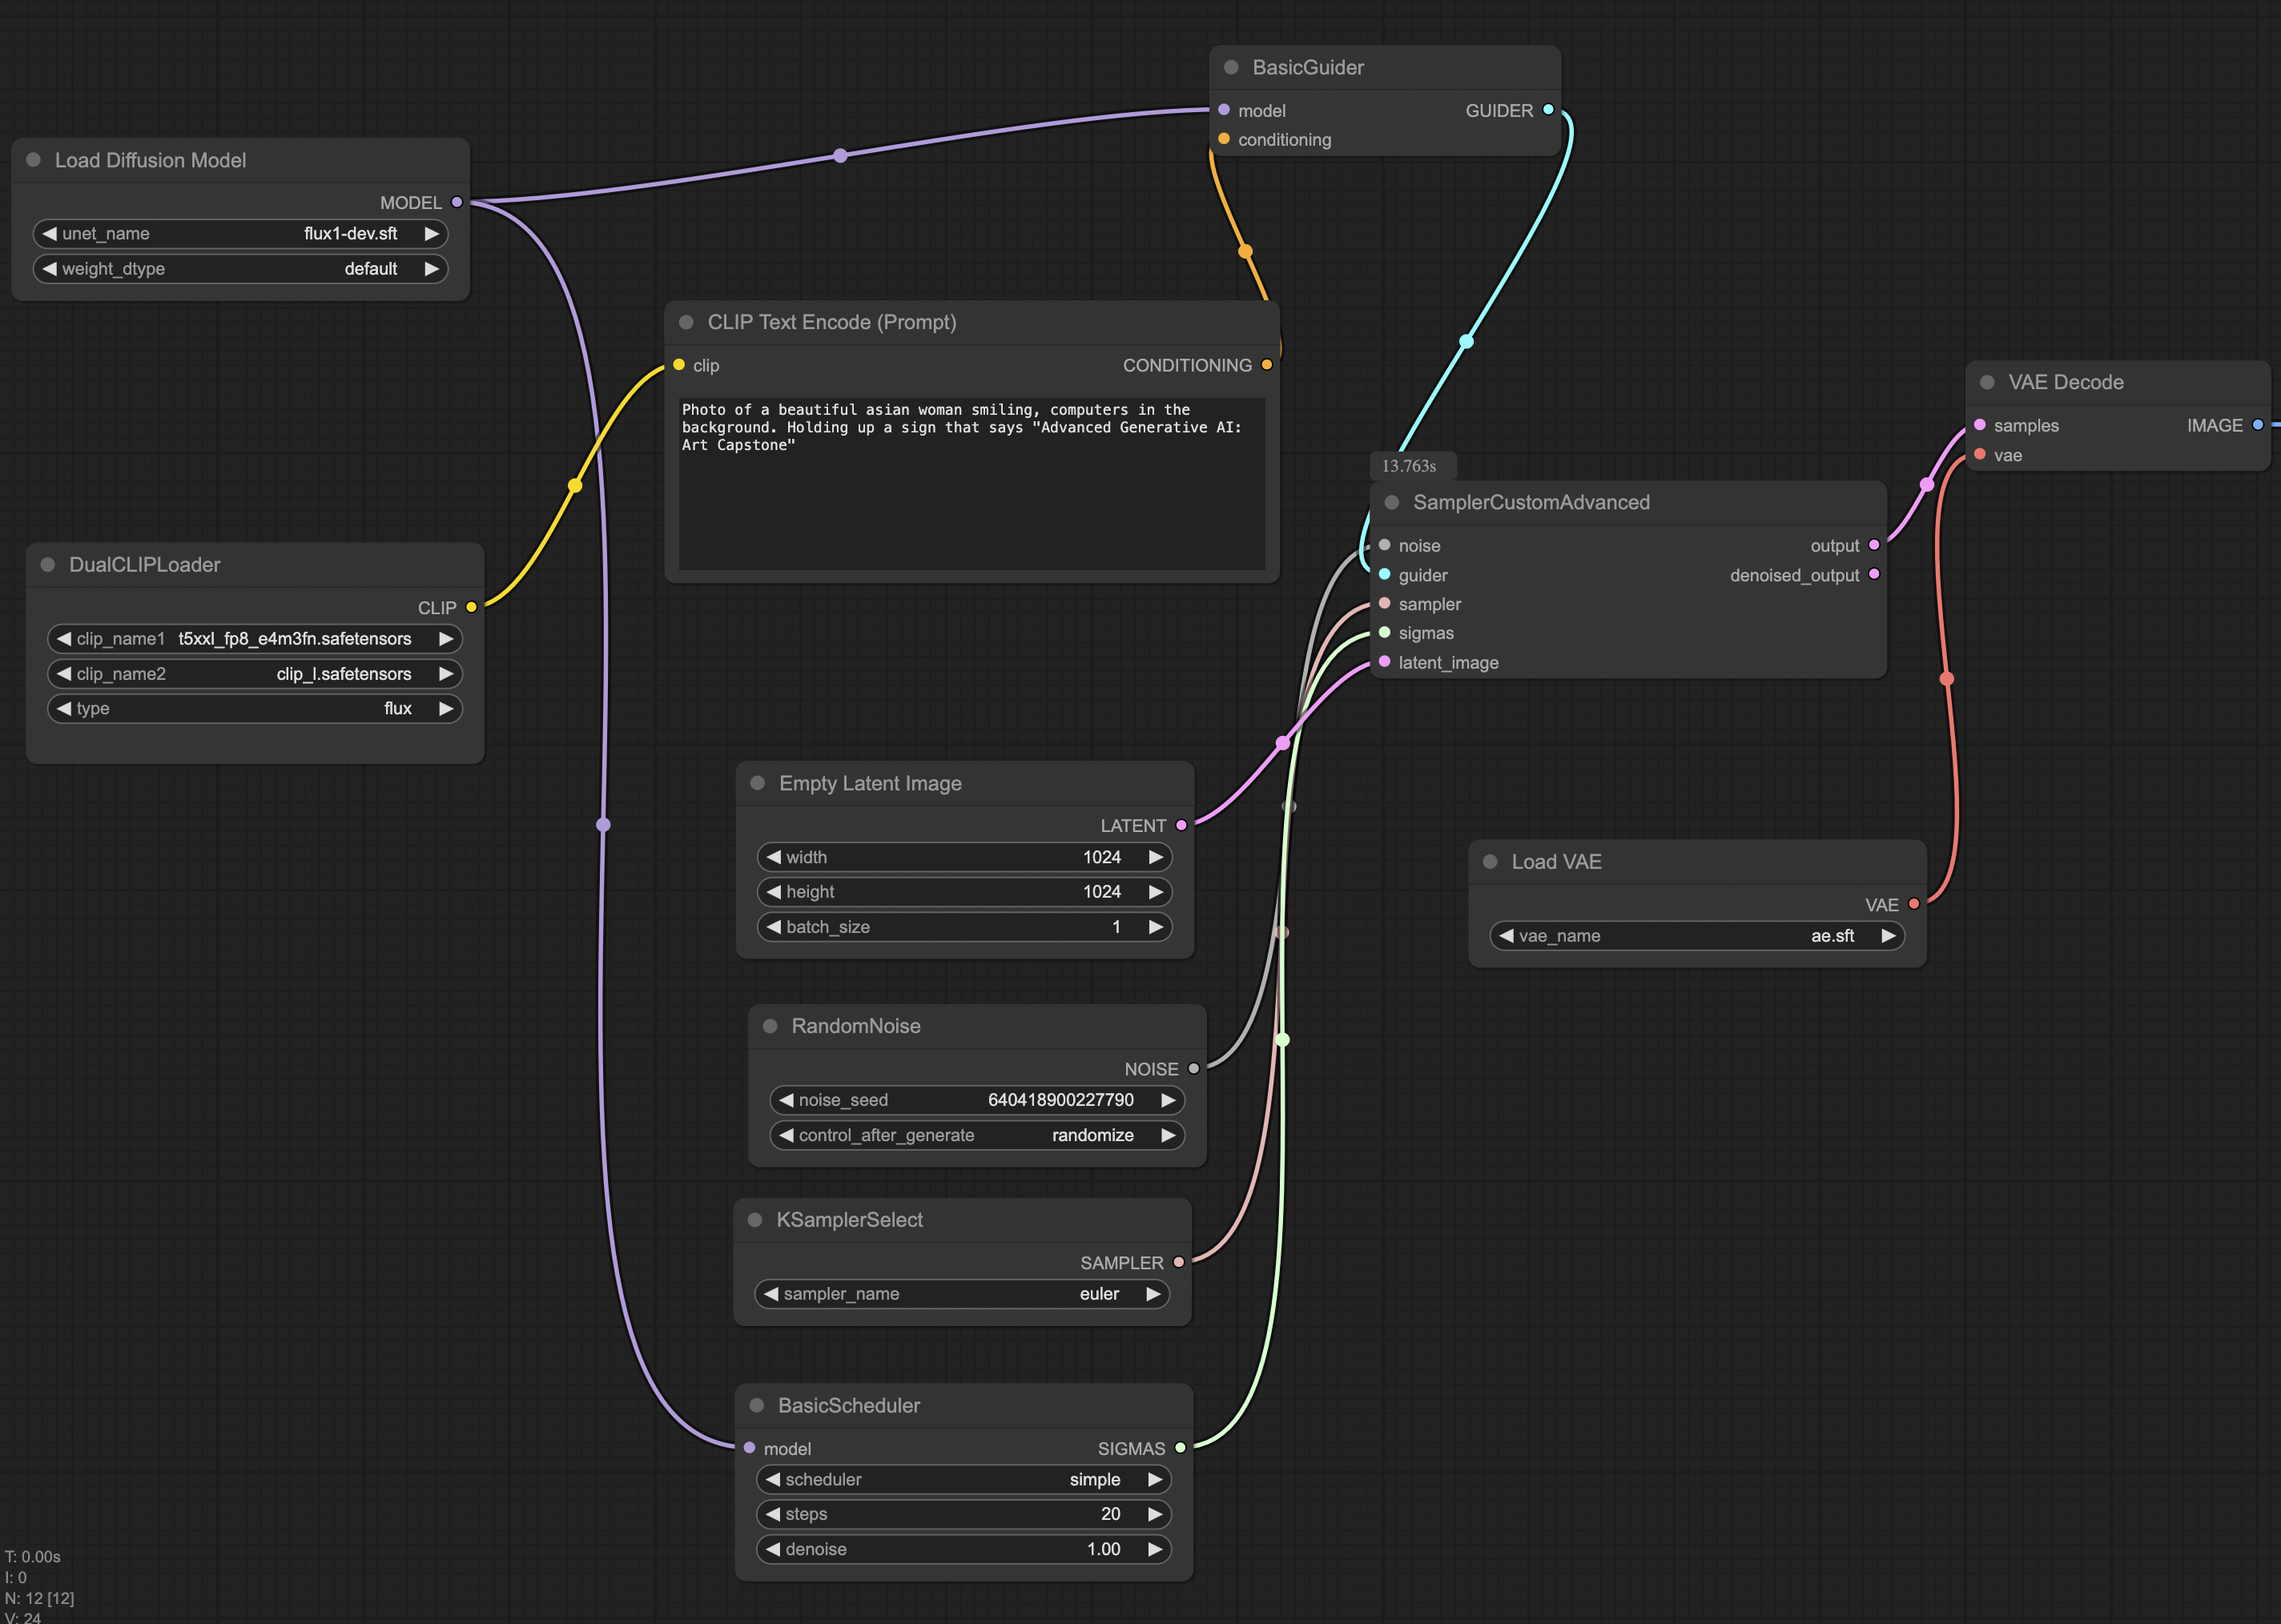 BasicGuider
model GUIDER
conditioning
Load Diffusion Model
MODEL
unet_name flux1-dev.sft
weight_dtype default
CLIP Text Encode (Prompt)
clip CONDITIONING
Photo of a beautiful asian woman smiling, computers in the
background. Holding up a sign that says "Advanced Generative AI:
Art Capstone"
DualCLIPLoader
CLIP
clip_name1 t5xxl_fp8_e4m3fn.safetensors
clip_name2 clip_l.safetensors
type flux
13.763s
SamplerCustomAdvanced
noise output
guider denoised_output
sampler
sigmas
latent_image
VAE Decode
samples IMAGE
vae
Empty Latent Image
LATENT
width 1024
height 1024
batch_size 1
Load VAE
VAE
vae_name ae.sft
RandomNoise
NOISE
noise_seed 640418900227790
control_after_generate randomize
KSamplerSelect
SAMPLER
sampler_name euler
BasicScheduler
model SIGMAS
scheduler simple
steps 20
denoise 1.00
T: 0.00s
I: 0
N: 12 [12]
V: 24